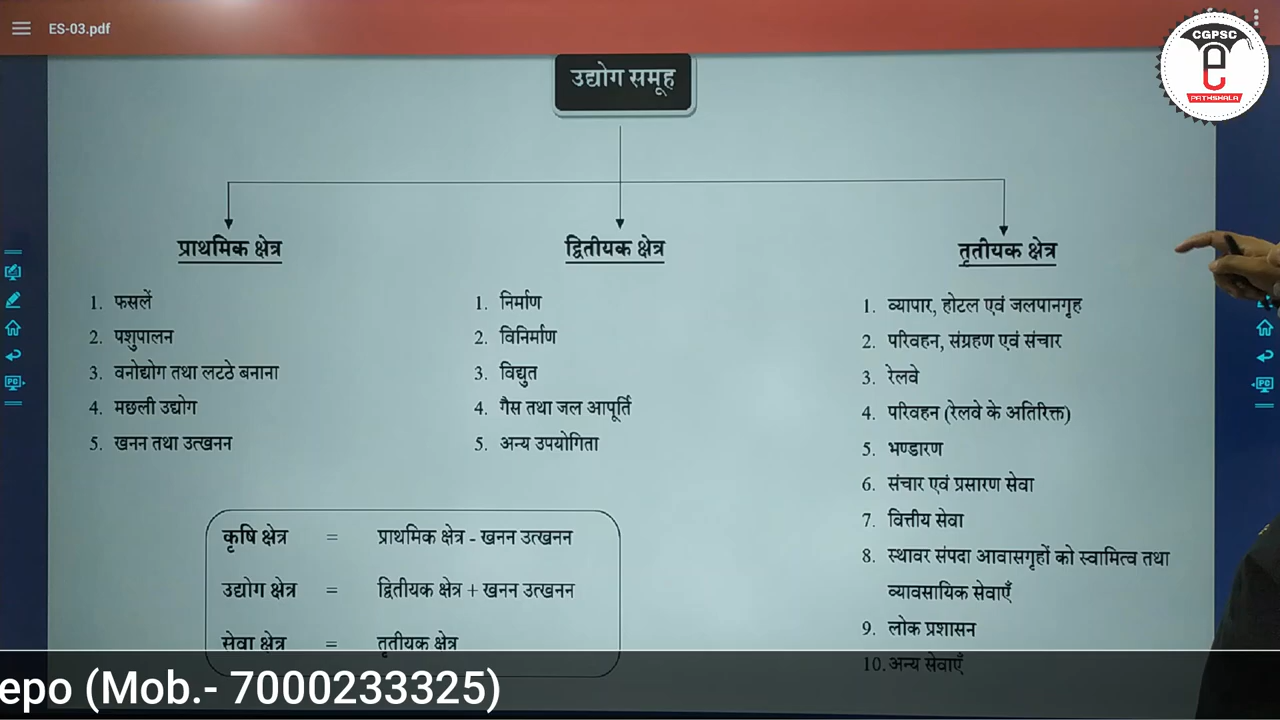 ES-03.pdf
CGPSC
PATHSHALA
उद्योग समूह
प्राथमिक क्षेत्र
1. फसलें
2. पशुपालन
3. वनोद्योग तथा लटठे बनाना
4. मछली उद्योग
5. खनन तथा उत्खनन
द्वितीयक क्षेत्र
1. निर्माण
2. विनिर्माण
3. विद्युत
4. गैस तथा जल आपूर्ति
5. अन्य उपयोगिता
तृतीयक क्षेत्र
1. व्यापार, होटल एवं जलपानगृह
2. परिवहन, संग्रहण एवं संचार
3. रेलवे
4. परिवहन (रेलवे के अतिरिक्त)
5. भण्डारण
6. संचार एवं प्रसारण सेवा
7. वित्तीय सेवा
8. स्थावर संपदा आवासगृहों को स्वामित्व तथा
व्यावसायिक सेवाएँ
9. लोक प्रशासन
10. अन्य सेवाएँ
कृषि क्षेत्र = प्राथमिक क्षेत्र - खनन उत्खनन
उद्योग क्षेत्र = द्वितीयक क्षेत्र + खनन उत्खनन
सेवा क्षेत्र = तृतीयक क्षेत्र
epo (Mob.- 7000233325)